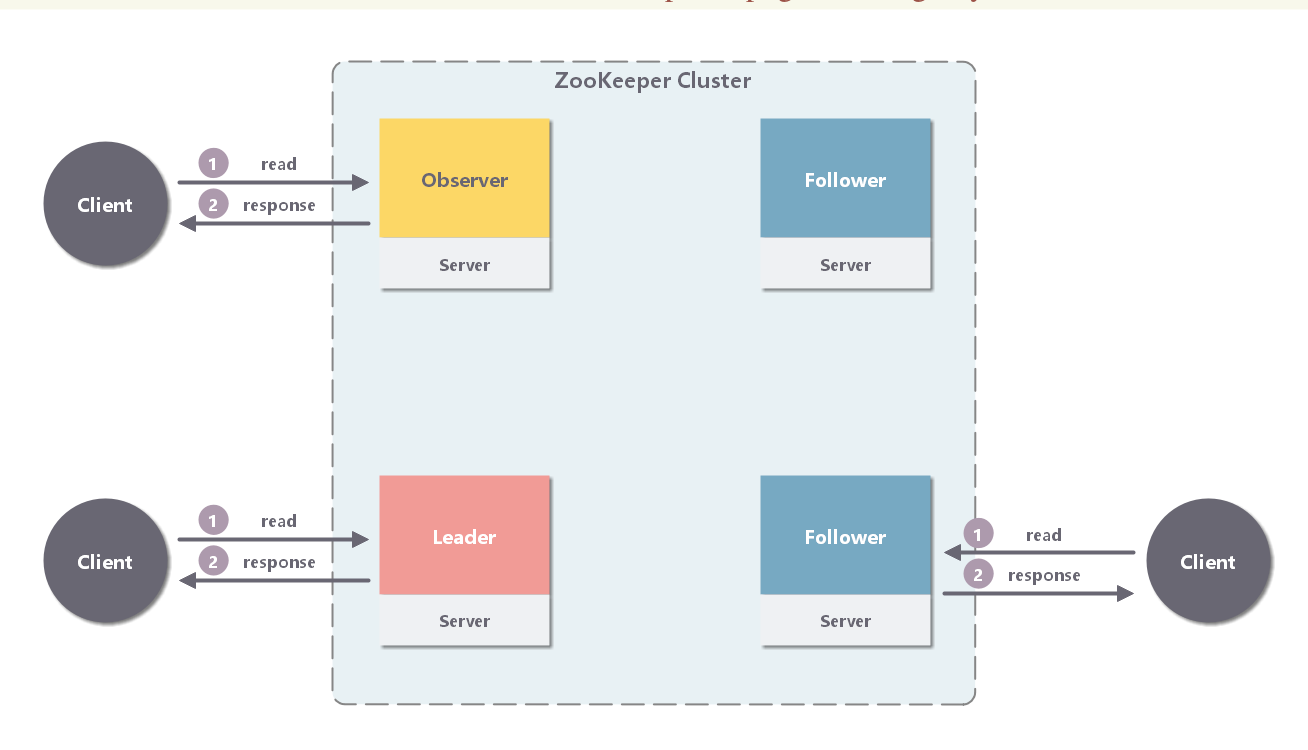 ZooKeeper Cluster
1 read
Client
2 response
Observer
Server
Follower
Server
1 read
Client
2 response
Leader
Server
Follower
Server
1 read
2 response
Client